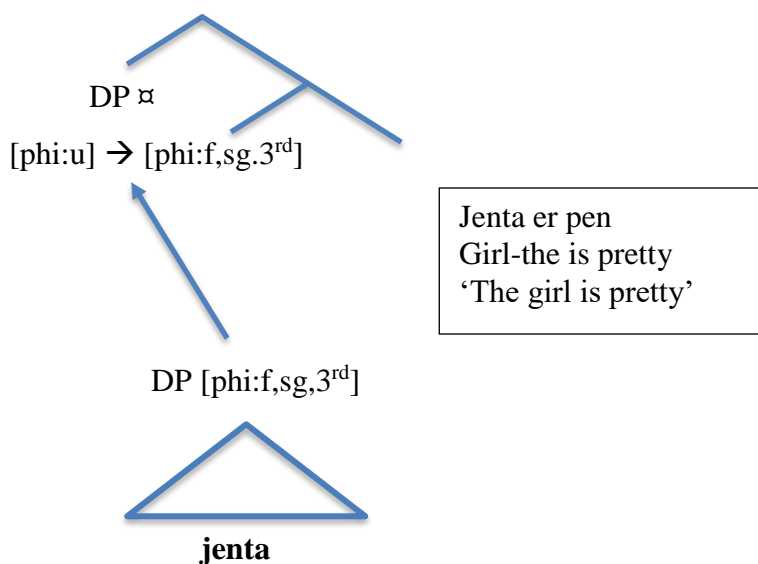 DP ¤
[phi:u] → [phi:f,sg.3rd]
Jenta er pen
Girl-the is pretty
‘The girl is pretty’
DP [phi:f,sg,3rd]
jenta